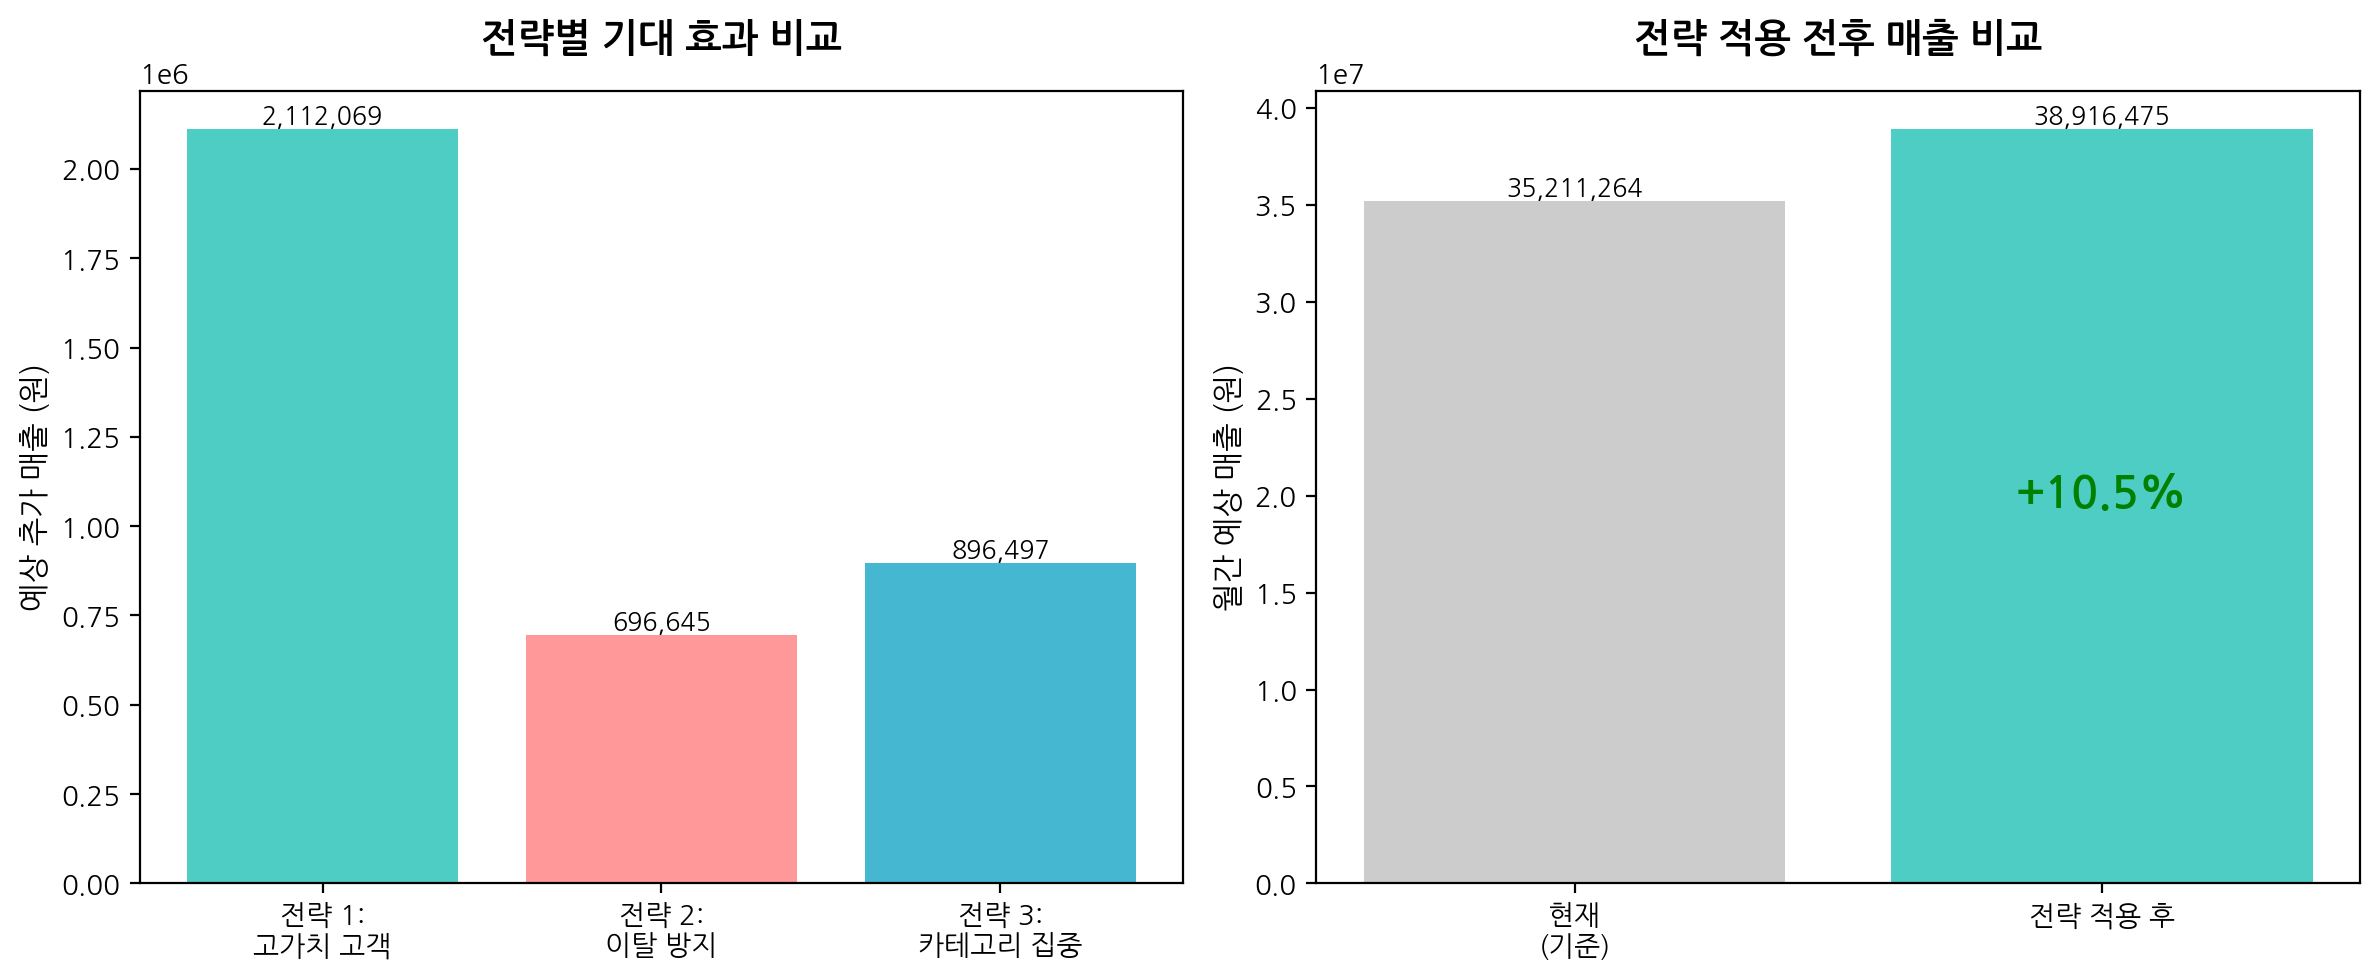 전략별 기대 효과 비교
1e6
예상 추가 매출 (원)
2.00
1.75
1.50
1.25
1.00
0.75
0.50
0.25
0.00
2,112,069
696,645
896,497
전략 1:
고가치 고객
전략 2:
이탈 방지
전략 3:
카테고리 집중
전략 적용 전후 매출 비교
1e7
월간 예상 매출 (원)
4.0
3.5
3.0
2.5
2.0
1.5
1.0
0.5
0.0
35,211,264
38,916,475
+10.5%
현재
(기준)
전략 적용 후